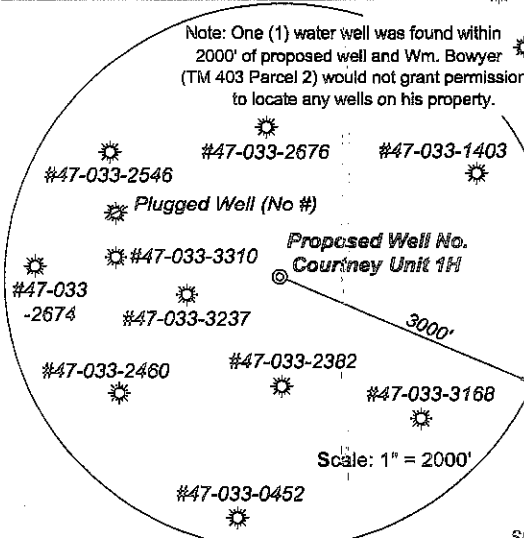 Note: One (1) water well was found within
2000' of proposed well and Wm. Bowyer
(TM 403 Parcel 2) would not grant permission
to locate any wells on his property.
#47-033-2676
#47-033-1403
#47-033-2546
Plugged Well (No #)
Proposed Well No.
Courtney Unit 1H
#47-033-3310
#47-033
-2674
#47-033-3237
3000'
#47-033-2460
#47-033-2382
#47-033-3168
Scale: 1" = 2000'
#47-033-0452